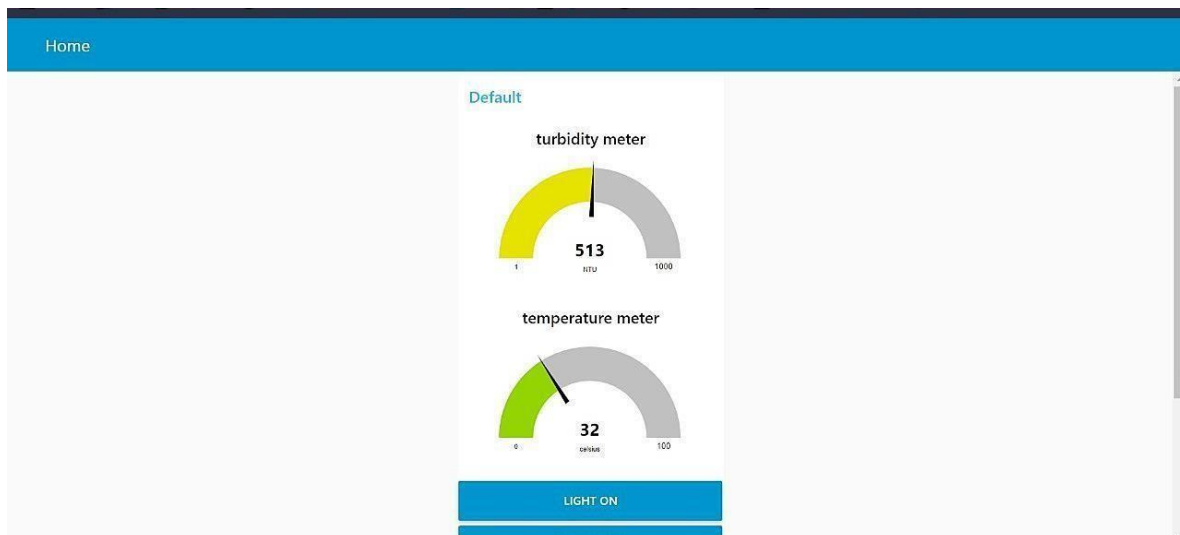 Home
Default
turbidity meter
513
NTU
1 1000
temperature meter
32
celsius
0 100
LIGHT ON